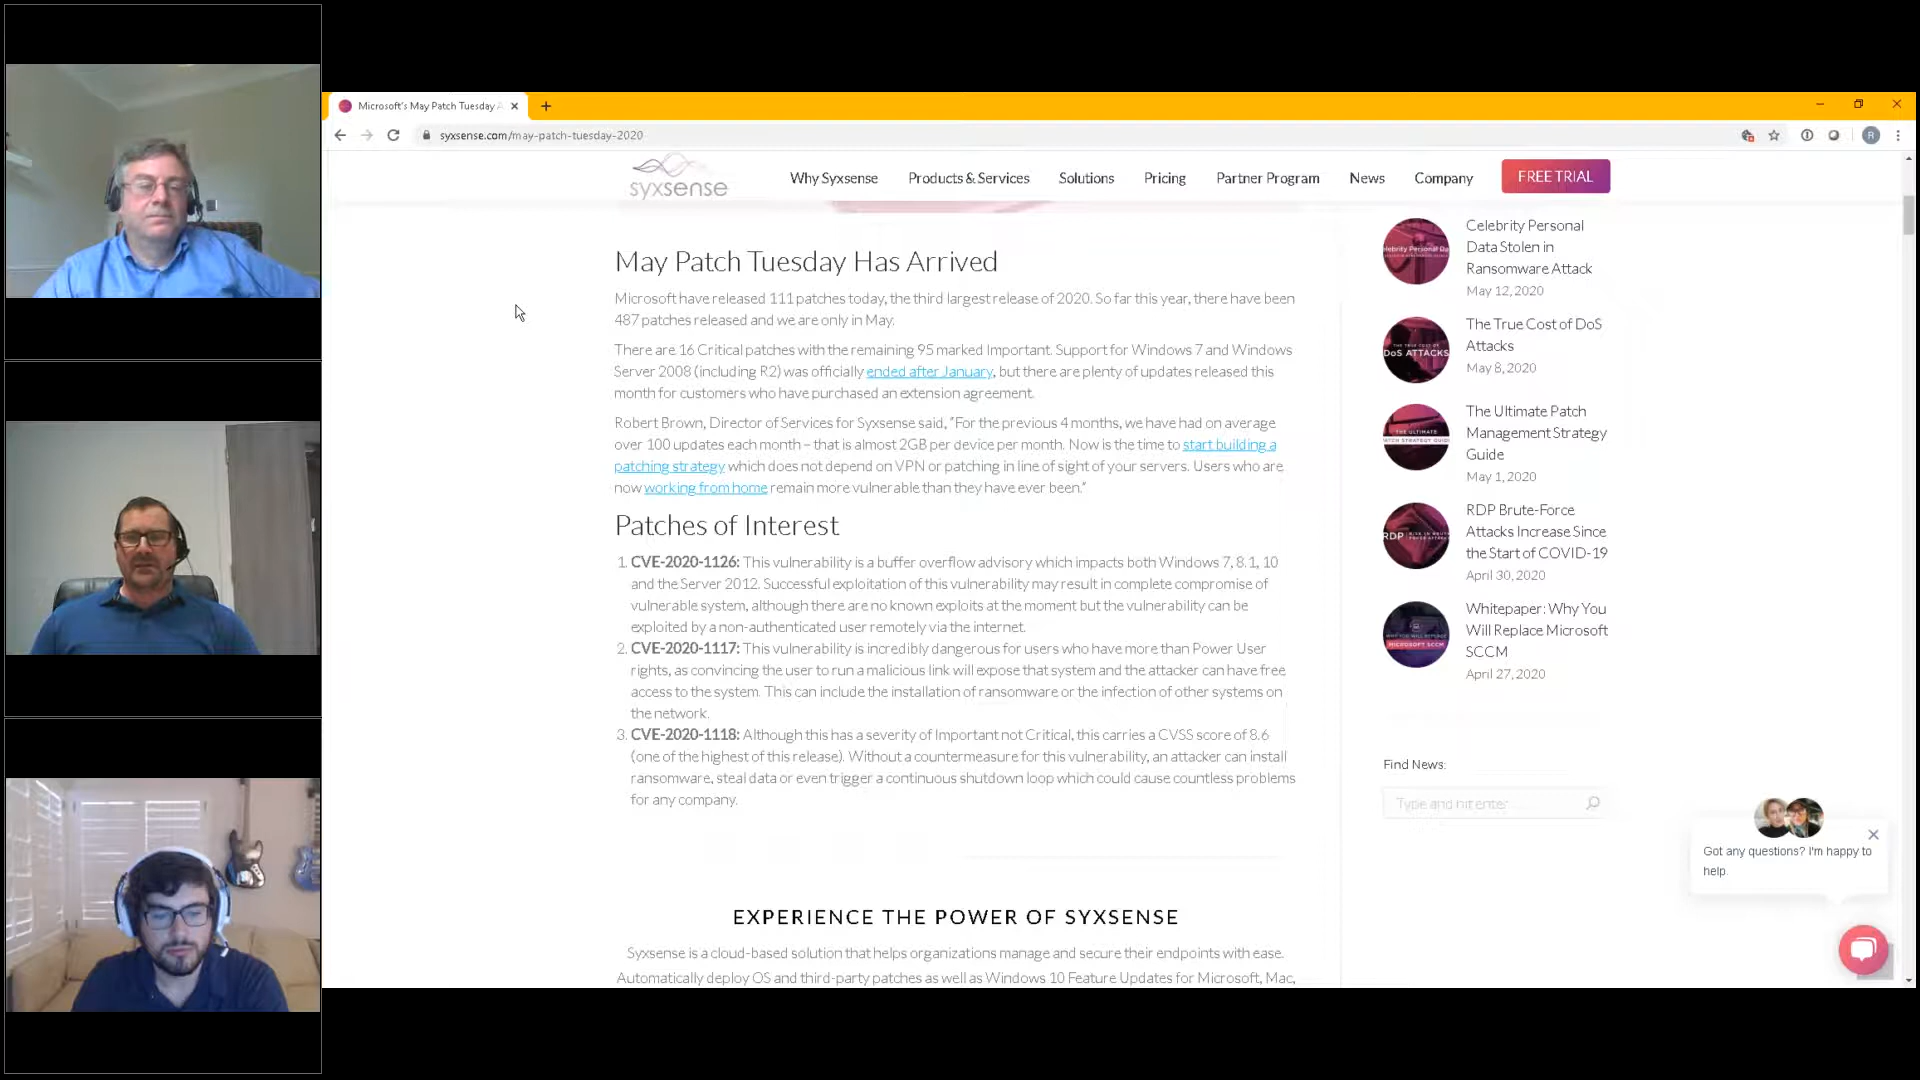 Microsoft's May Patch Tuesday A
syxsense.com/may-patch-tuesday-2020
R
syxsense
Why Syxsense
Products & Services
Solutions
Pricing
Partner Program
News
Company
FREE TRIAL
May Patch Tuesday Has Arrived
Microsoft have released 111 patches today, the third largest release of 2020. So far this year, there have been
487 patches released and we are only in May.
There are 16 Critical patches with the remaining 95 marked Important. Support for Windows 7 and Windows
Server 2008 (including R2) was officially ended after January, but there are plenty of updates released this
month for customers who have purchased an extension agreement.
Robert Brown, Director of Services for Syxsense said, "For the previous 4 months, we have had on average
over 100 updates each month – that is almost 2GB per device per month. Now is the time to start building a
patching strategy which does not depend on VPN or patching in line of sight of your servers. Users who are
now working from home remain more vulnerable than they have ever been."
Patches of Interest
1. CVE-2020-1126: This vulnerability is a buffer overflow advisory which impacts both Windows 7, 8.1, 10
and the Server 2012. Successful exploitation of this vulnerability may result in complete compromise of
vulnerable system, although there are no known exploits at the moment but the vulnerability can be
exploited by a non-authenticated user remotely via the internet.
2. CVE-2020-1117: This vulnerability is incredibly dangerous for users who have more than Power User
rights, as convincing the user to run a malicious link will expose that system and the attacker can have free
access to the system. This can include the installation of ransomware or the infection of other systems on
the network.
3. CVE-2020-1118: Although this has a severity of Important not Critical, this carries a CVSS score of 8.6
(one of the highest of this release). Without a countermeasure for this vulnerability, an attacker can install
ransomware, steal data or even trigger a continuous shutdown loop which could cause countless problems
for any company.
EXPERIENCE THE POWER OF SYXSENSE
Syxsense is a cloud-based solution that helps organizations manage and secure their endpoints with ease.
Automatically deploy OS and third-party patches as well as Windows 10 Feature Updates for Microsoft, Mac,
Celebrity Personal
Data Stolen in
Ransomware Attack
May 12, 2020
DoS ATTACKS
The True Cost of DoS
Attacks
May 8, 2020
The Ultimate Patch
Management Strategy
Guide
May 1, 2020
RDP
RDP Brute-Force
Attacks Increase Since
the Start of COVID-19
April 30, 2020
MICROSOFT SCCM
Whitepaper: Why You
Will Replace Microsoft
SCCM
April 27, 2020
Find News:
Type and hit enter ...
Got any questions? I'm happy to
help.